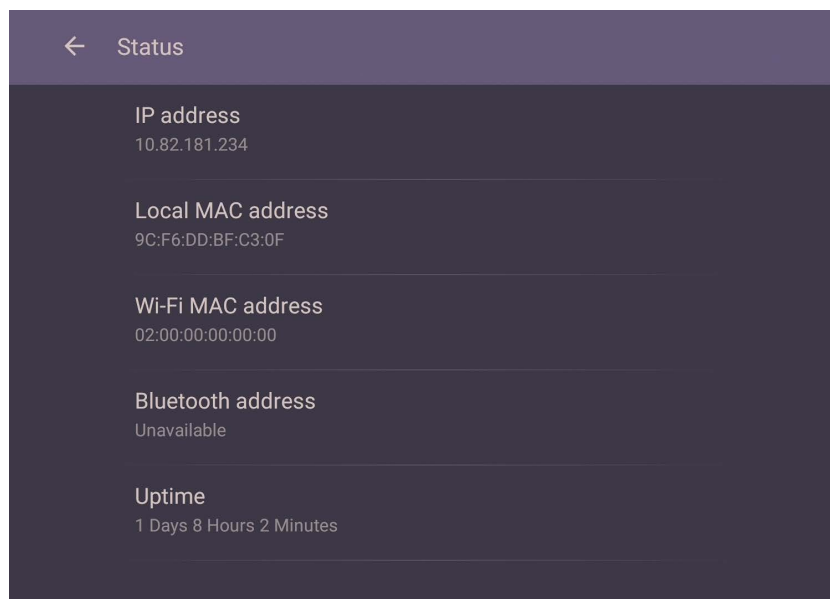 Status
IP address
10.82.181.234
Local MAC address
9C:F6:DD:BF:C3:0F
Wi-Fi MAC address
02:00:00:00:00:00
Bluetooth address
Unavailable
Uptime
1 Days 8 Hours 2 Minutes